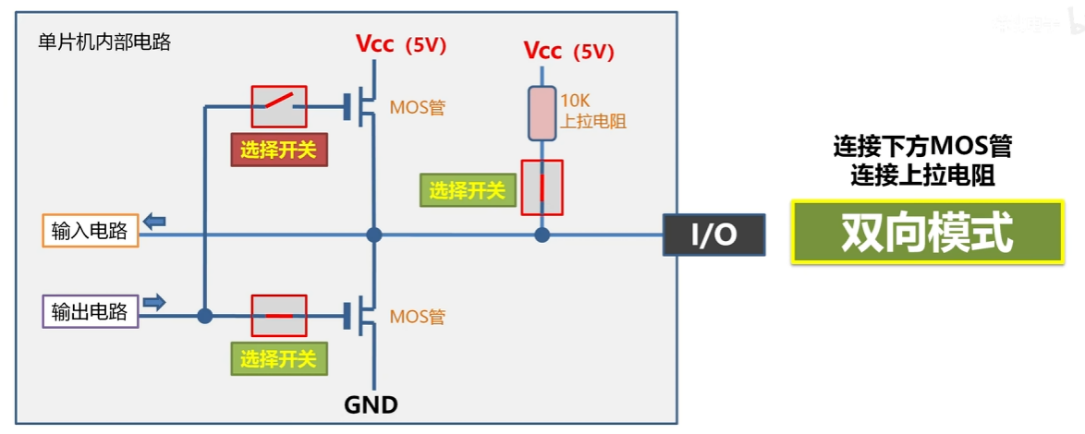 单片机内部电路
Vcc（5V）
Vcc（5V）
MOS管
10K
上拉电阻
选择开关
选择开关
输入电路
I/O
输出电路
MOS管
选择开关
GND
连接下方MOS管
连接上拉电阻
双向模式